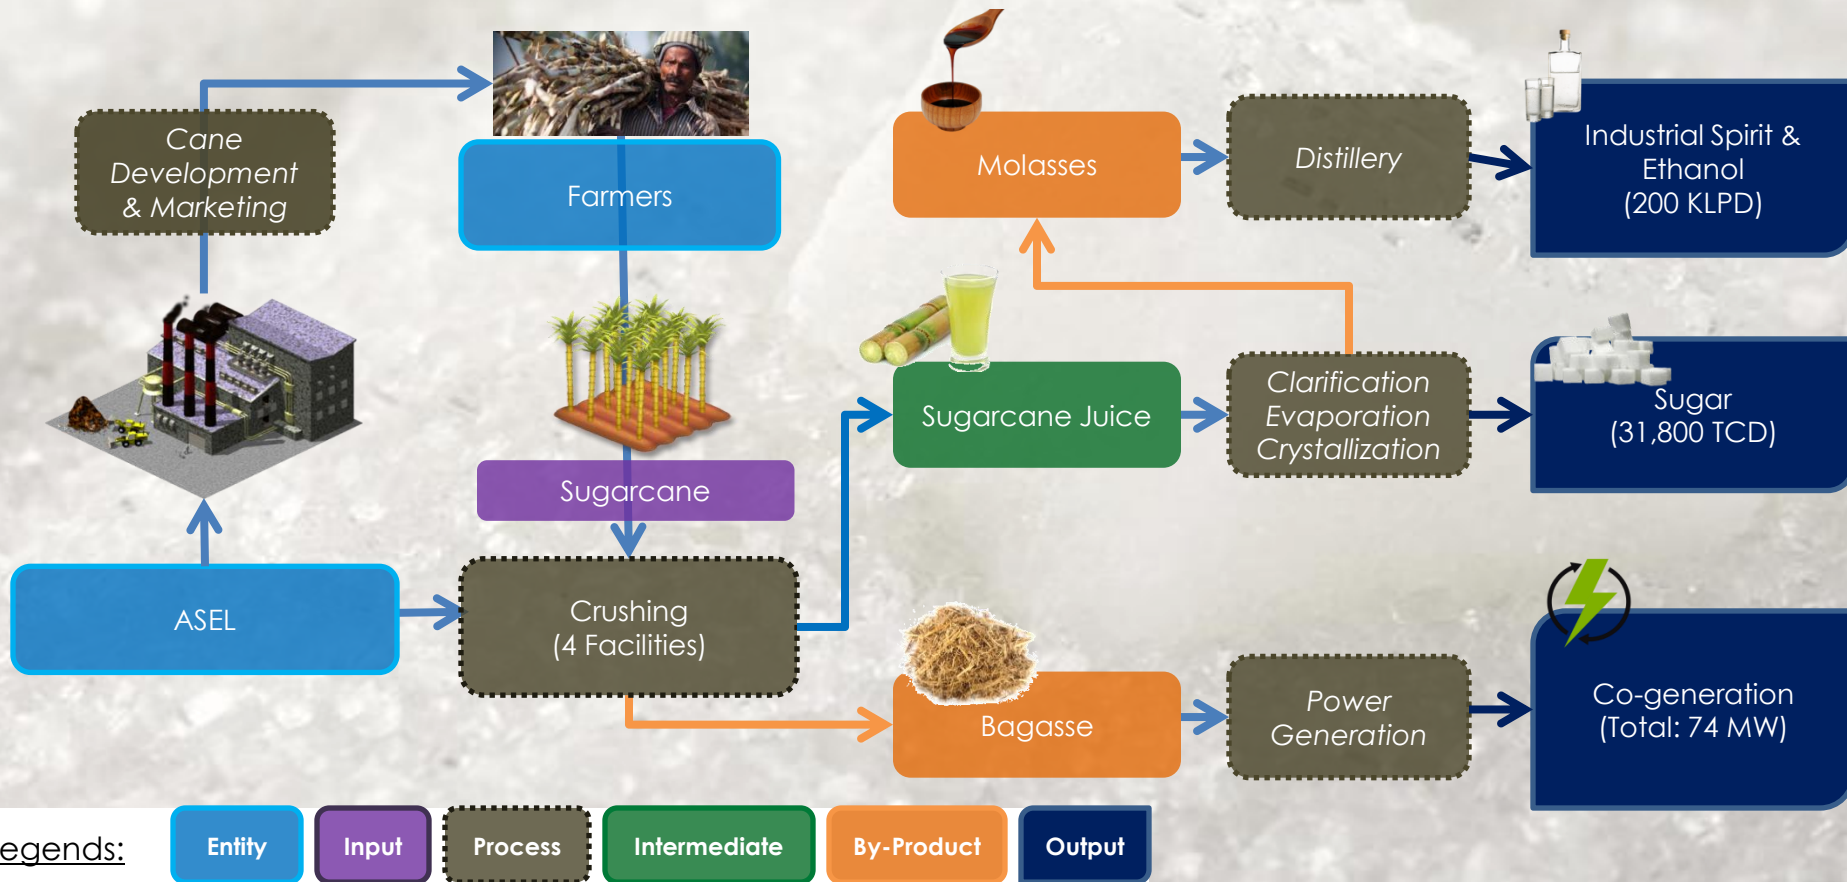 Cane
Development
& Marketing
Farmers
Molasses
Distillery
Industrial Spirit &
Ethanol
(200 KLPD)
Sugarcane
Sugarcane Juice
Clarification
Evaporation
Crystallization
Sugar
(31,800 TCD)
ASEL
Crushing
(4 Facilities)
Bagasse
Power
Generation
Co-generation
(Total: 74 MW)
egends:
Entity
Input
Process
Intermediate
By-Product
Output